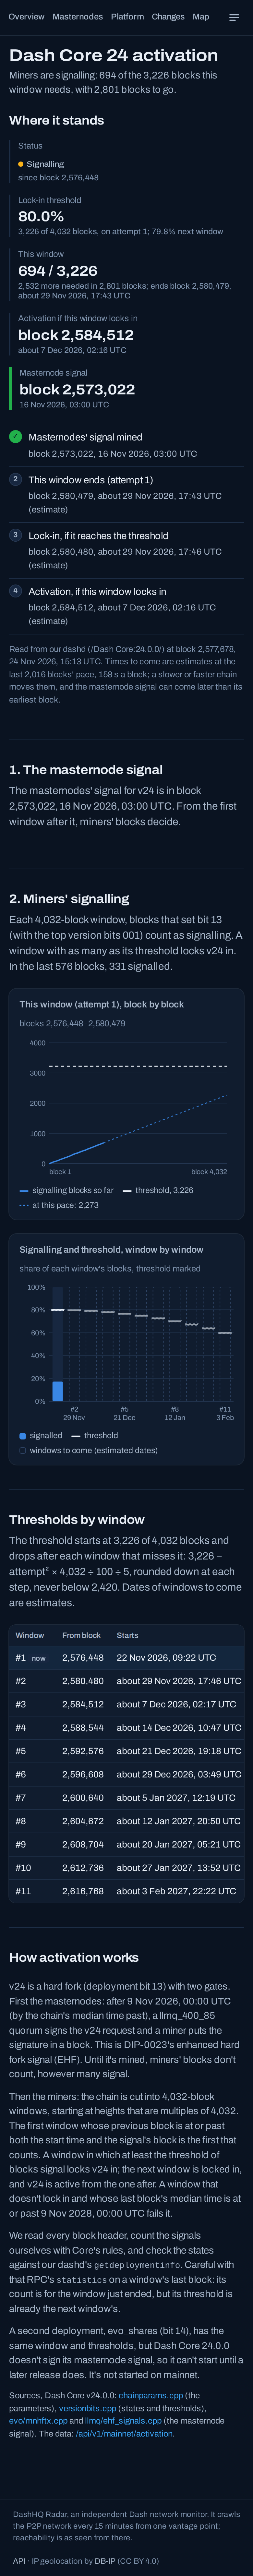 Overview Masternodes Platform Changes Map
Dash Core 24 activation
Miners are signalling: 694 of the 3,226 blocks this
window needs, with 2,801 blocks to go.
Where it stands
Status
Signalling
since block 2,576,448
Lock-in threshold
80.0%
3,226 of 4,032 blocks, on attempt 1; 79.8% next window
This window
694 / 3,226
2,532 more needed in 2,801 blocks; ends block 2,580,479,
about 29 Nov 2026, 17:43 UTC
Activation if this window locks in
block 2,584,512
about 7 Dec 2026, 02:16 UTC
Masternode signal
block 2,573,022
16 Nov 2026, 03:00 UTC
✓ Masternodes' signal mined
block 2,573,022, 16 Nov 2026, 03:00 UTC
2 This window ends (attempt 1)
block 2,580,479, about 29 Nov 2026, 17:43 UTC
(estimate)
3 Lock-in, if it reaches the threshold
block 2,580,480, about 29 Nov 2026, 17:46 UTC
(estimate)
4 Activation, if this window locks in
block 2,584,512, about 7 Dec 2026, 02:16 UTC
(estimate)
Read from our dashd (/Dash Core:24.0.0/) at block 2,577,678,
24 Nov 2026, 15:13 UTC. Times to come are estimates at the
last 2,016 blocks' pace, 158 s a block; a slower or faster chain
moves them, and the masternode signal can come later than its
earliest block.
1. The masternode signal
The masternodes' signal for v24 is in block
2,573,022, 16 Nov 2026, 03:00 UTC. From the first
window after it, miners' blocks decide.
2. Miners' signalling
Each 4,032-block window, blocks that set bit 13
(with the top version bits 001) count as signalling. A
window with as many as its threshold locks v24 in.
In the last 576 blocks, 331 signalled.
This window (attempt 1), block by block
blocks 2,576,448–2,580,479
4000
3000
2000
1000
0
block 1 block 4,032
signalling blocks so far threshold, 3,226
at this pace: 2,273
Signalling and threshold, window by window
share of each window's blocks, threshold marked
100%
80%
60%
40%
20%
0%
#2 #5 #8 #11
29 Nov 21 Dec 12 Jan 3 Feb
signalled threshold
windows to come (estimated dates)
Thresholds by window
The threshold starts at 3,226 of 4,032 blocks and
drops after each window that misses it: 3,226 −
attempt² × 4,032 ÷ 100 ÷ 5, rounded down at each
step, never below 2,420. Dates of windows to come
are estimates.
Window From block Starts
#1 now 2,576,448 22 Nov 2026, 09:22 UTC
#2 2,580,480 about 29 Nov 2026, 17:46 UTC
#3 2,584,512 about 7 Dec 2026, 02:17 UTC
#4 2,588,544 about 14 Dec 2026, 10:47 UTC
#5 2,592,576 about 21 Dec 2026, 19:18 UTC
#6 2,596,608 about 29 Dec 2026, 03:49 UTC
#7 2,600,640 about 5 Jan 2027, 12:19 UTC
#8 2,604,672 about 12 Jan 2027, 20:50 UTC
#9 2,608,704 about 20 Jan 2027, 05:21 UTC
#10 2,612,736 about 27 Jan 2027, 13:52 UTC
#11 2,616,768 about 3 Feb 2027, 22:22 UTC
How activation works
v24 is a hard fork (deployment bit 13) with two gates.
First the masternodes: after 9 Nov 2026, 00:00 UTC
(by the chain's median time past), a llmq_400_85
quorum signs the v24 request and a miner puts the
signature in a block. This is DIP-0023's enhanced hard
fork signal (EHF). Until it's mined, miners' blocks don't
count, however many signal.
Then the miners: the chain is cut into 4,032-block
windows, starting at heights that are multiples of 4,032.
The first window whose previous block is at or past
both the start time and the signal's block is the first that
counts. A window in which at least the threshold of
blocks signal locks v24 in; the next window is locked in,
and v24 is active from the one after. A window that
doesn't lock in and whose last block's median time is at
or past 9 Nov 2028, 00:00 UTC fails it.
We read every block header, count the signals
ourselves with Core's rules, and check the states
against our dashd's getdeploymentinfo. Careful with
that RPC's statistics on a window's last block: its
count is for the window just ended, but its threshold is
already the next window's.
A second deployment, evo_shares (bit 14), has the
same window and thresholds, but Dash Core 24.0.0
doesn't sign its masternode signal, so it can't start until a
later release does. It's not started on mainnet.
Sources, Dash Core v24.0.0: chainparams.cpp (the
parameters), versionbits.cpp (states and thresholds),
evo/mnhftx.cpp and llmq/ehf_signals.cpp (the masternode
signal). The data: /api/v1/mainnet/activation.
DashHQ Radar, an independent Dash network monitor. It crawls
the P2P network every 15 minutes from one vantage point;
reachability is as seen from there.
API · IP geolocation by DB-IP (CC BY 4.0)